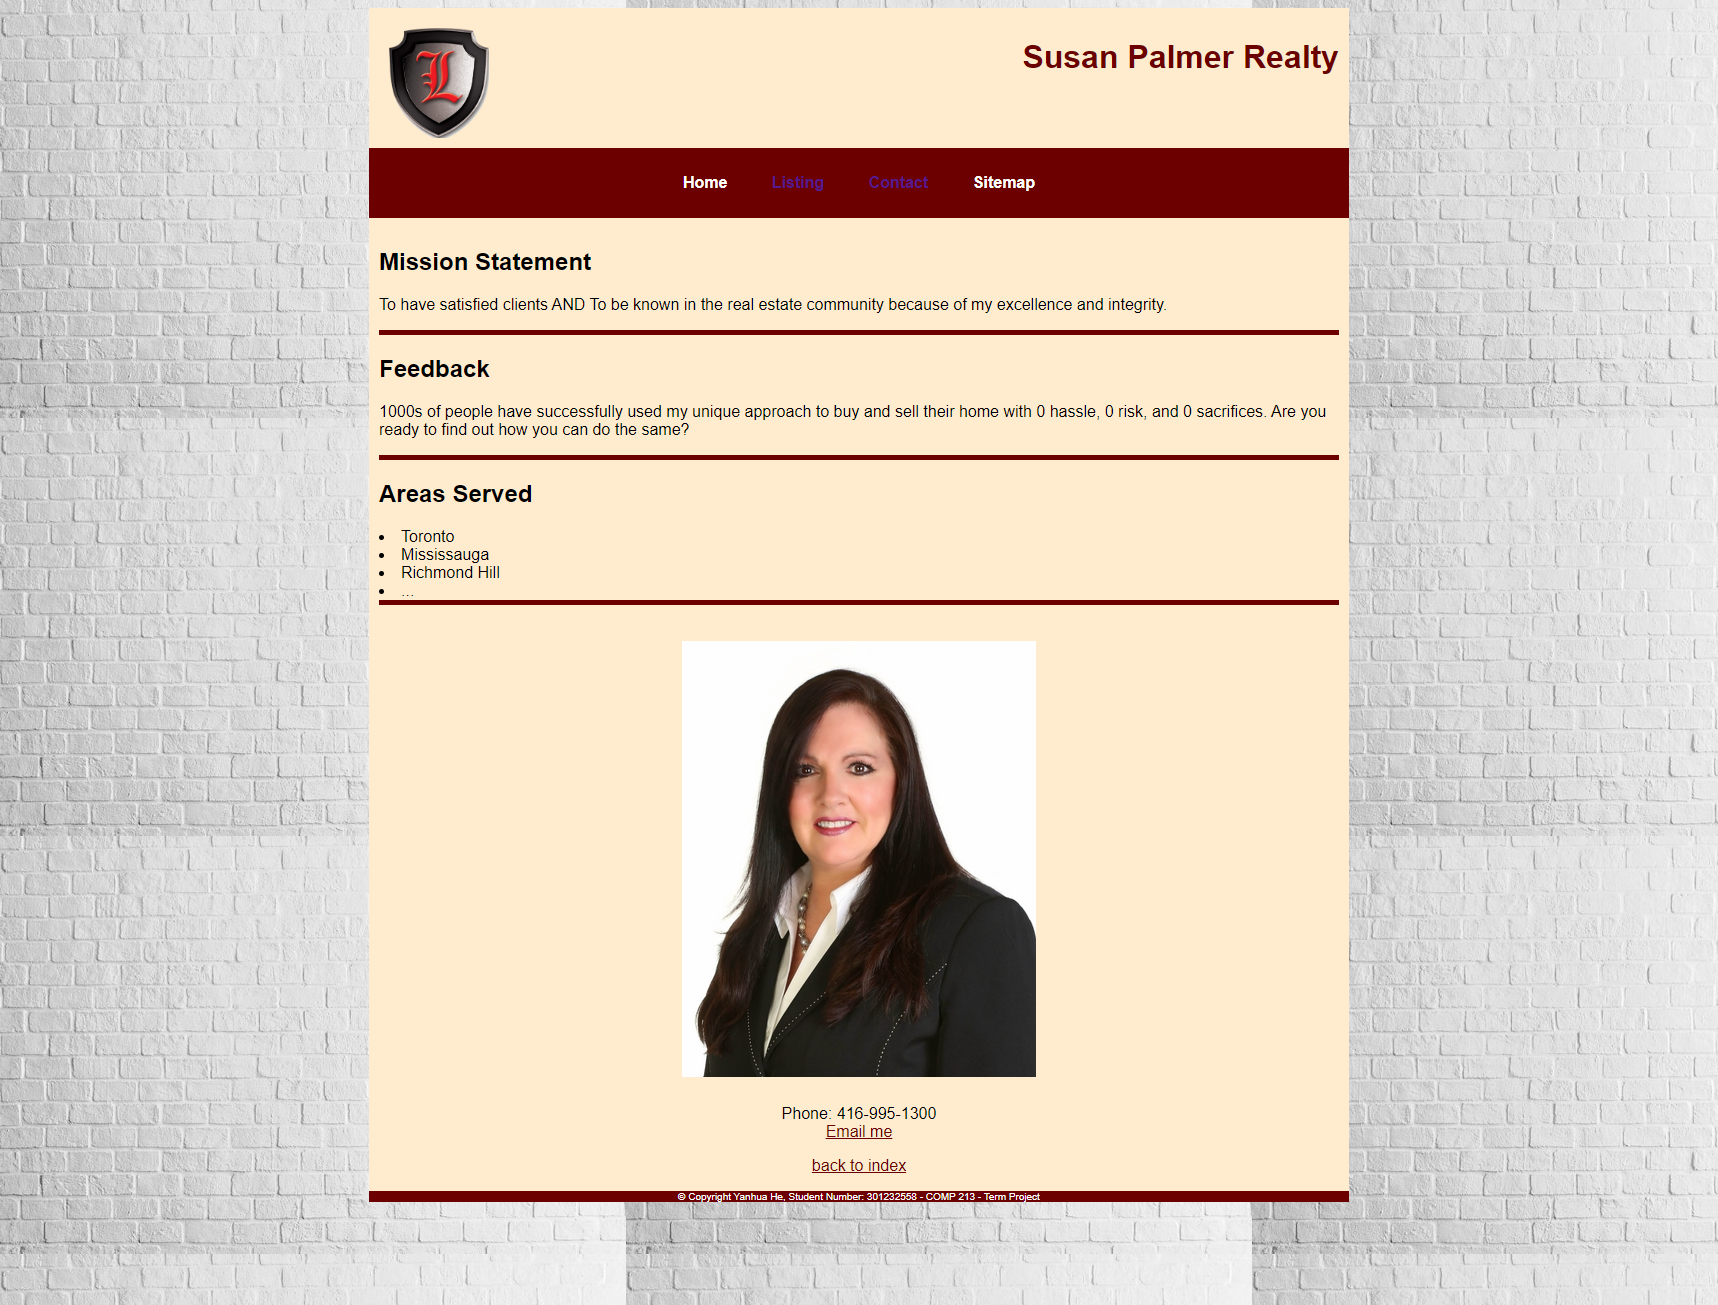 L
Susan Palmer Realty
Home Listing Contact Sitemap
Mission Statement
To have satisfied clients AND To be known in the real estate community because of my excellence and integrity.
Feedback
1000s of people have successfully used my unique approach to buy and sell their home with 0 hassle, 0 risk, and 0 sacrifices. Are you
ready to find out how you can do the same?
Areas Served
• Toronto
• Mississauga
• Richmond Hill
• ...
Phone: 416-995-1300
Email me
back to index
© Copyright Yanhua He, Student Number: 301232558 - COMP 213 - Term Project